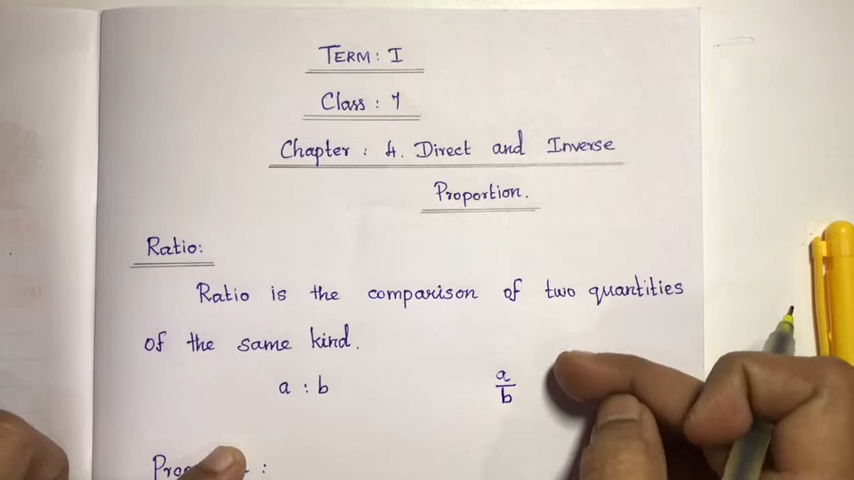 TERM: I
Class: 7
Chapter: 4. Direct and Inverse
Proportion.
Ratio:
Ratio is the comparison of two quantities
of the same kind.
a : b a/b
: